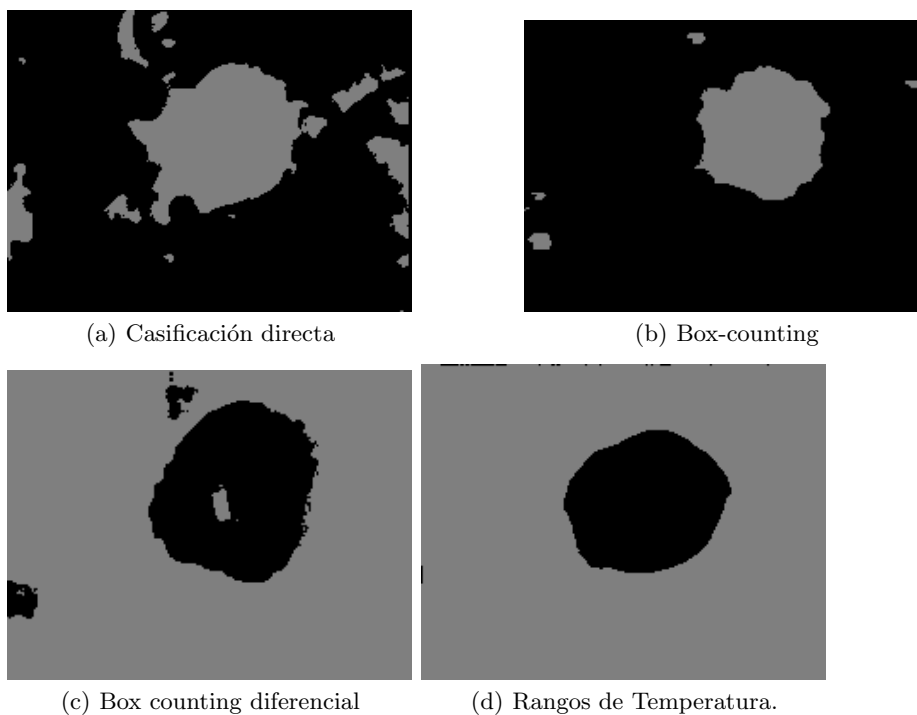 (a) Casificación directa
(b) Box-counting
(c) Box counting diferencial
(d) Rangos de Temperatura.